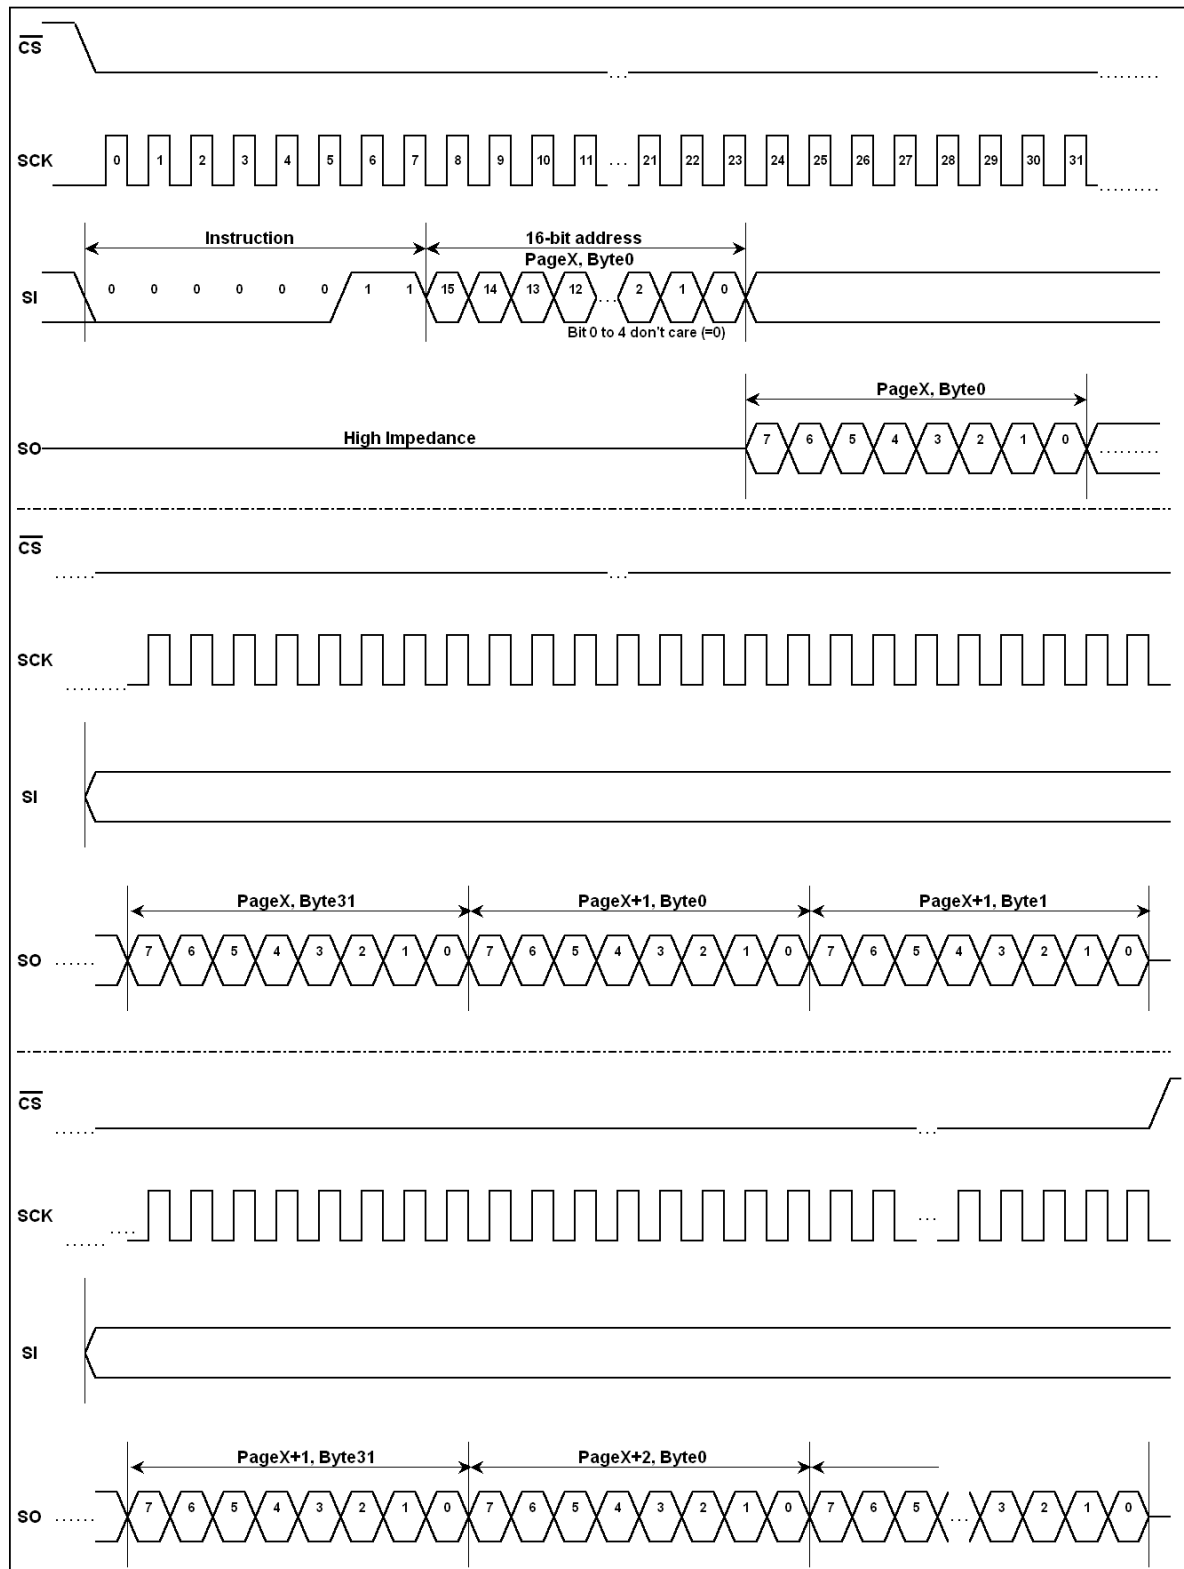 CS
...
.........
SCK
0 1 2 3 4 5 6 7 8 9 10 11 ... 21 22 23 24 25 26 27 28 29 30 31
.........
Instruction 16-bit address
PageX, Byte0
SI 0 0 0 0 0 0 1 1 15 14 13 12 ... 2 1 0
Bit 0 to 4 don't care (=0)
PageX, Byte0
High Impedance
SO 7 6 5 4 3 2 1 0 .........
CS
...... ...
SCK
.........
SI
PageX, Byte31 PageX+1, Byte0 PageX+1, Byte1
SO ...... 7 6 5 4 3 2 1 0 7 6 5 4 3 2 1 0 7 6 5 4 3 2 1 0
CS
...... ...
SCK
...... .... ...
SI
PageX+1, Byte31 PageX+2, Byte0
SO ...... 7 6 5 4 3 2 1 0 7 6 5 4 3 2 1 0 7 6 5 ... 3 2 1 0